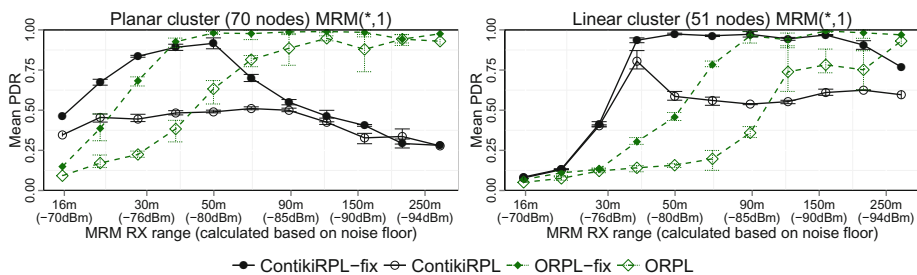 Planar cluster (70 nodes) MRM(*,1)
Mean PDR
1.00
0.75
0.50
0.25
0.00
16m 30m 50m 90m 150m 250m
(−70dBm) (−76dBm) (−80dBm) (−85dBm) (−90dBm) (−94dBm)
MRM RX range (calculated based on noise floor)
Linear cluster (51 nodes) MRM(*,1)
Mean PDR
1.00
0.75
0.50
0.25
0.00
16m 30m 50m 90m 150m 250m
(−70dBm) (−76dBm) (−80dBm) (−85dBm) (−90dBm) (−94dBm)
MRM RX range (calculated based on noise floor)
ContikiRPL−fix ContikiRPL ORPL−fix ORPL